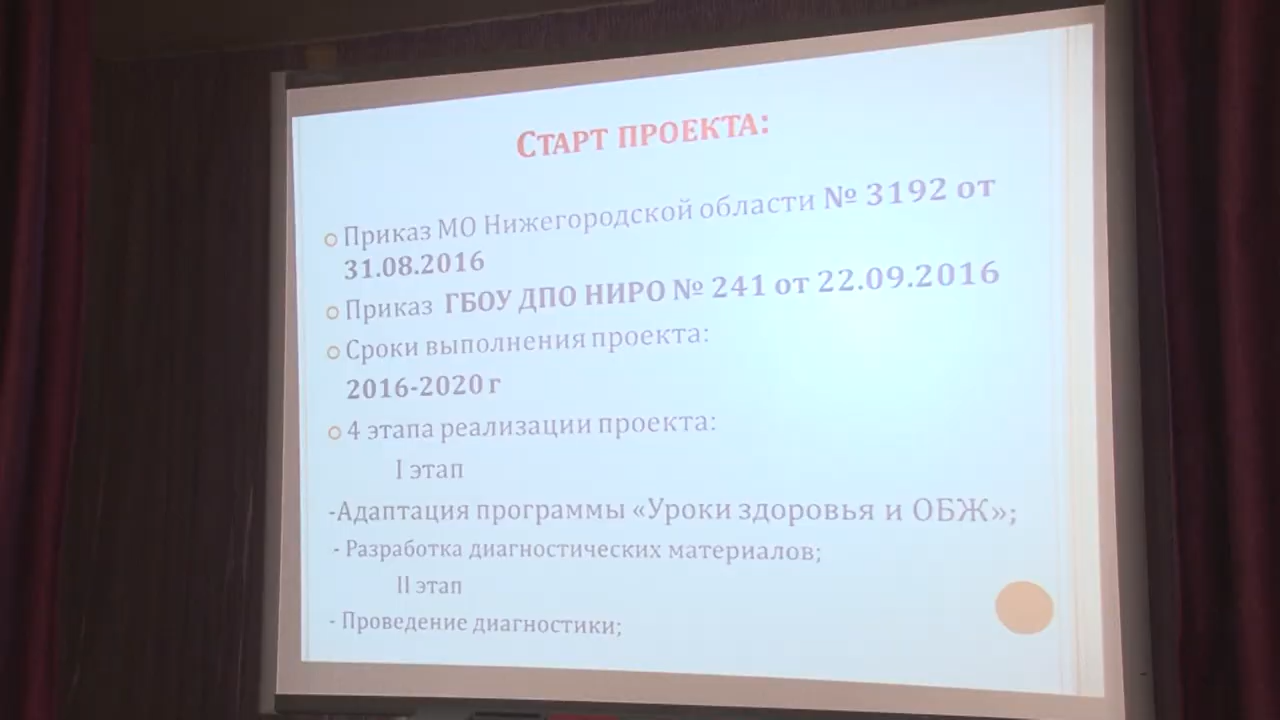 СТАРТ ПРОЕКТА:
Приказ МО Нижегородской области № 3192 от
31.08.2016
Приказ ГБОУ ДПО НИРО № 241 от 22.09.2016
Сроки выполнения проекта:
2016-2020 г
4 этапа реализации проекта:
I этап
-Адаптация программы «Уроки здоровья и ОБЖ»;
- Разработка диагностических материалов;
II этап
- Проведение диагностики;